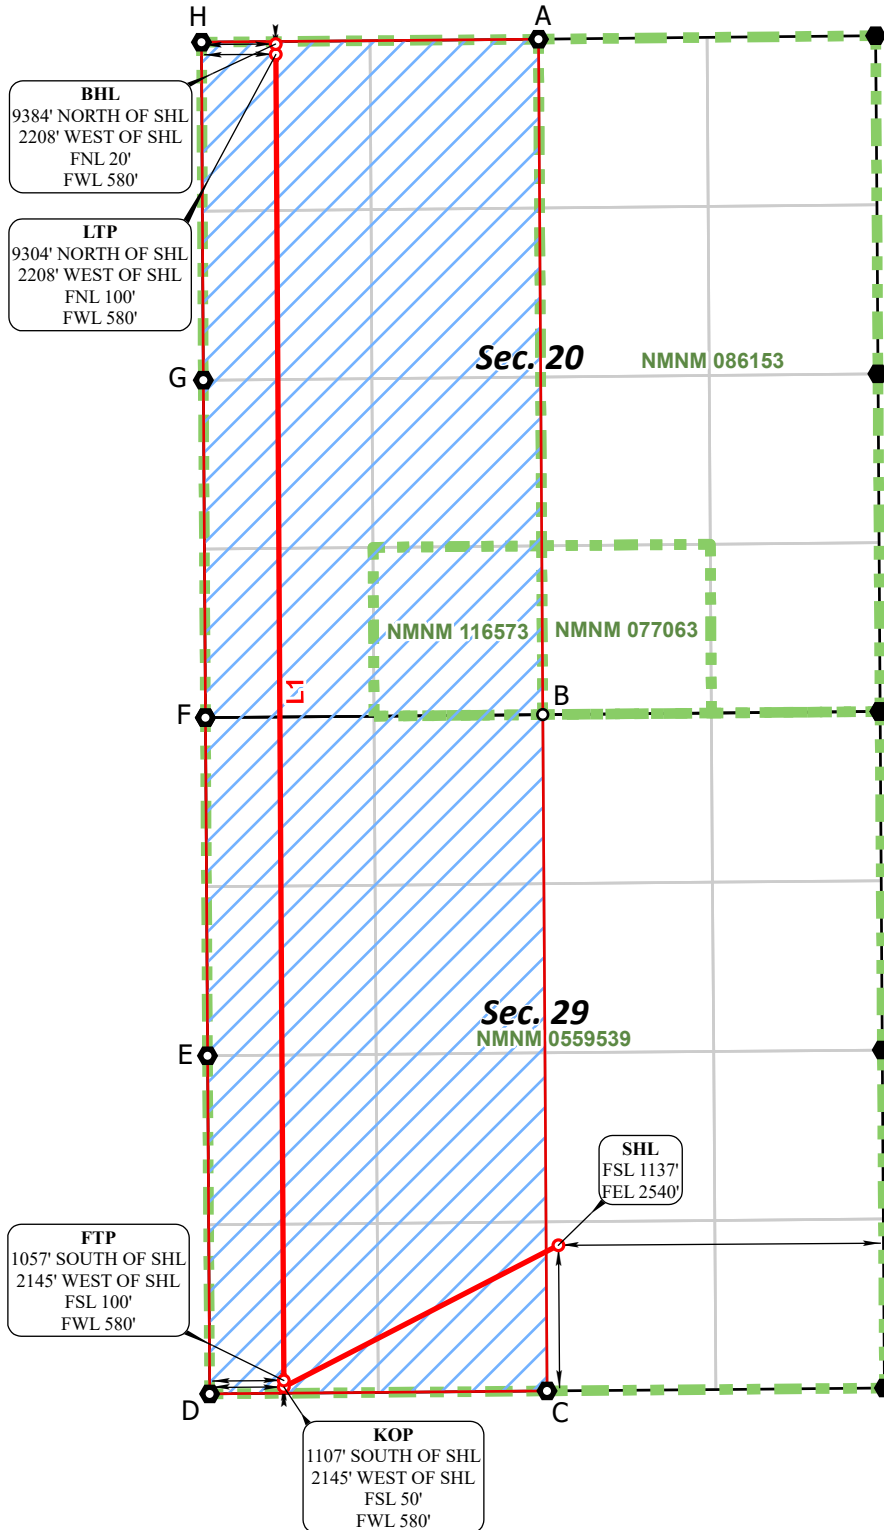 H
A
BHL
9384' NORTH OF SHL
2208' WEST OF SHL
FNL 20'
FWL 580'
LTP
9304' NORTH OF SHL
2208' WEST OF SHL
FNL 100'
FWL 580'
Sec. 20
NMNM 086153
G
NMNM 116573
NMNM 077063
L1
B
F
Sec. 29
NMNM 0559539
E
SHL
FSL 1137'
FEL 2540'
FTP
1057' SOUTH OF SHL
2145' WEST OF SHL
FSL 100'
FWL 580'
D
C
KOP
1107' SOUTH OF SHL
2145' WEST OF SHL
FSL 50'
FWL 580'